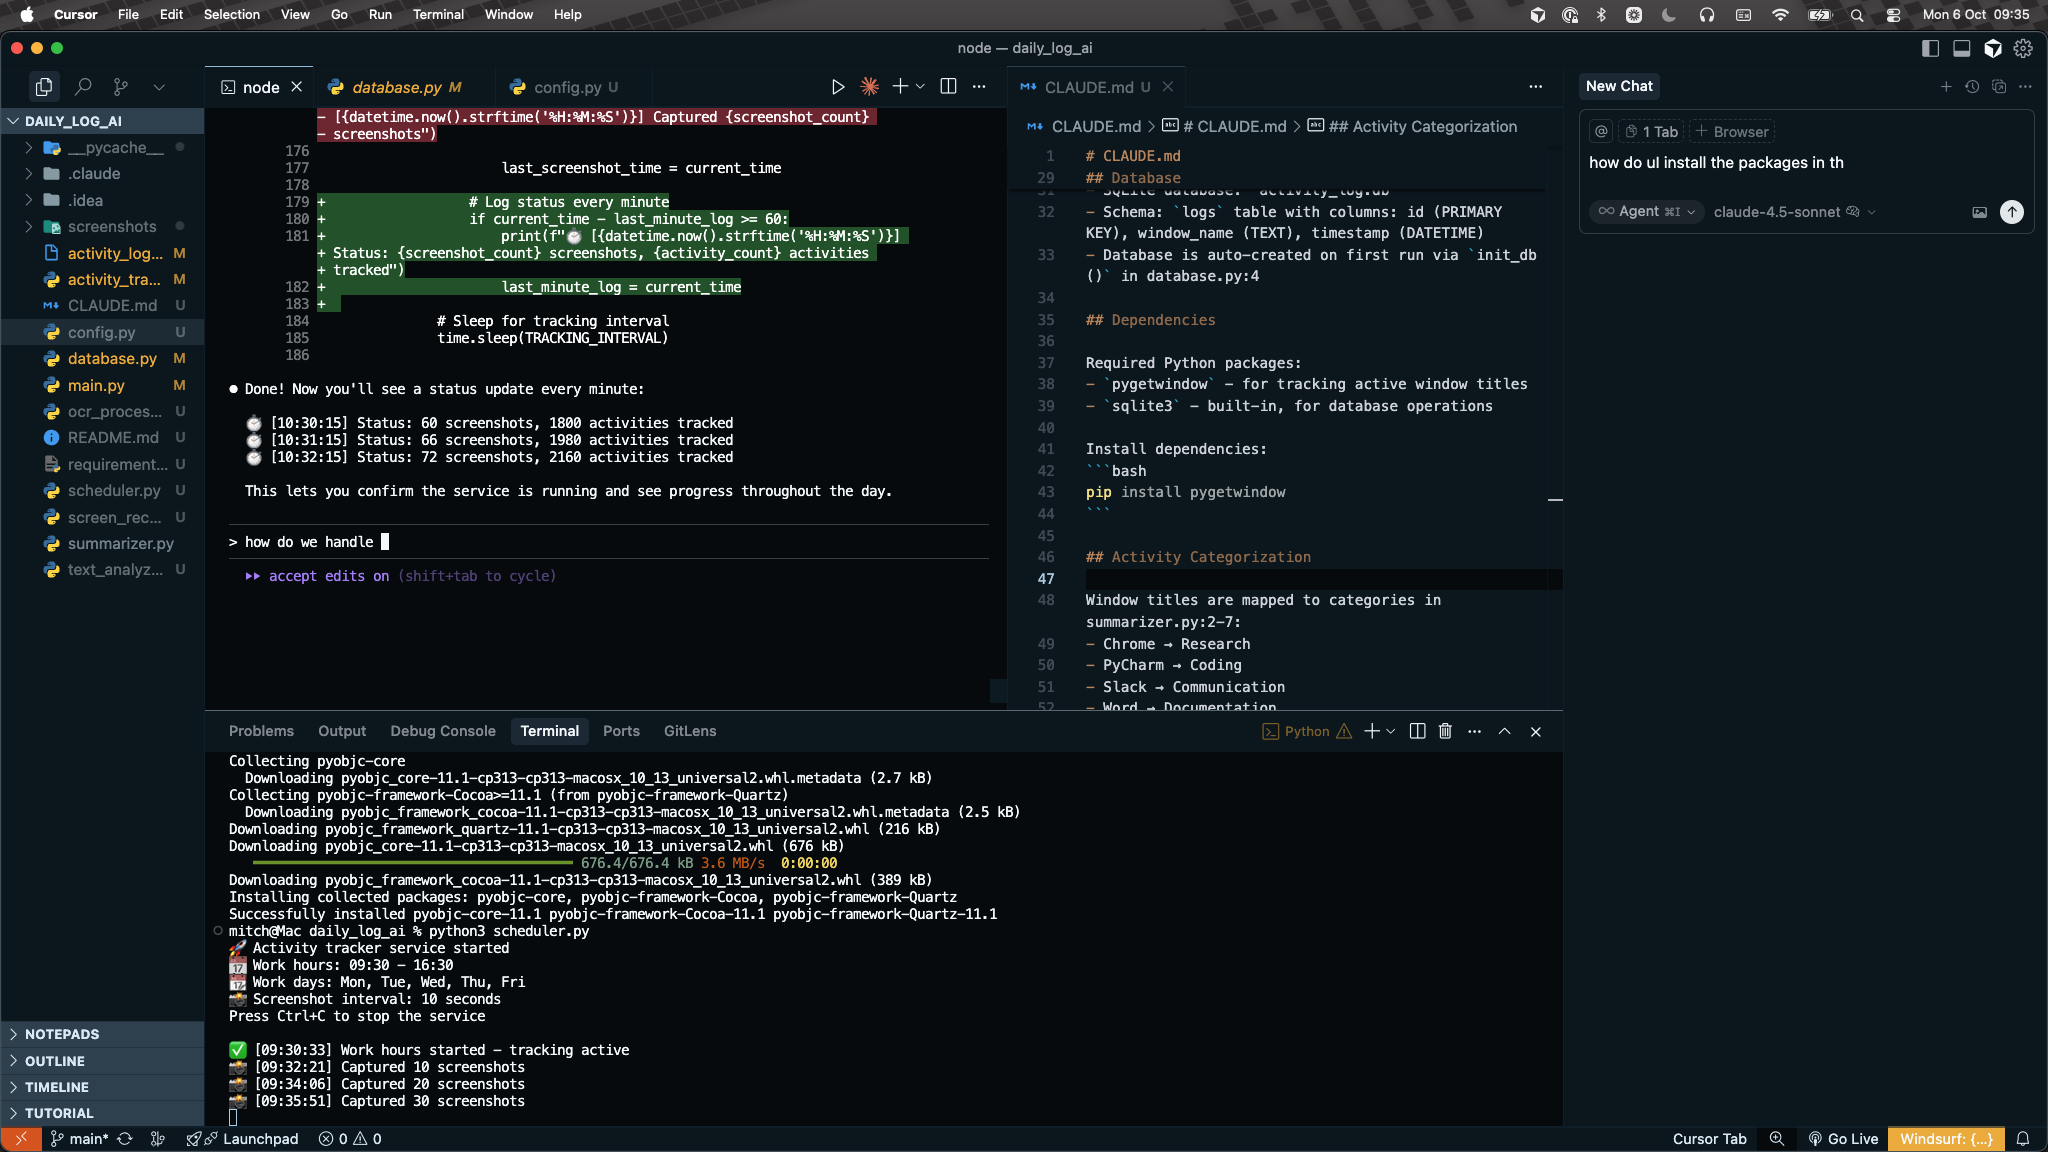 Cursor File Edit Selection View Go Run Terminal Window Help
Mon 6 Oct 09:35
node — daily_log_ai
DAILY_LOG_AI
__pycache__
.claude
.idea
screenshots
activity_log... M
activity_tra... M
CLAUDE.md U
config.py U
database.py M
main.py M
ocr_proces... U
README.md U
requirement... U
scheduler.py U
screen_rec... U
summarizer.py
text_analyz... U
NOTEPADS
OUTLINE
TIMELINE
TUTORIAL
node
database.py M
config.py U
- [{datetime.now().strftime('%H:%M:%S')}] Captured {screenshot_count}
- screenshots")
176
177 last_screenshot_time = current_time
178
179 + # Log status every minute
180 + if current_time - last_minute_log >= 60:
181 + print(f"⏱️ [{datetime.now().strftime('%H:%M:%S')}]
+ Status: {screenshot_count} screenshots, {activity_count} activities
+ tracked")
182 + last_minute_log = current_time
183 +
184 # Sleep for tracking interval
185 time.sleep(TRACKING_INTERVAL)
186
● Done! Now you'll see a status update every minute:
⏱️ [10:30:15] Status: 60 screenshots, 1800 activities tracked
⏱️ [10:31:15] Status: 66 screenshots, 1980 activities tracked
⏱️ [10:32:15] Status: 72 screenshots, 2160 activities tracked
This lets you confirm the service is running and see progress throughout the day.
> how do we handle
⏵⏵ accept edits on (shift+tab to cycle)
CLAUDE.md U
CLAUDE.md > # CLAUDE.md > ## Activity Categorization
1 # CLAUDE.md
29 ## Database
31 - SQLite database: `activity_log.db`
32 - Schema: `logs` table with columns: id (PRIMARY
KEY), window_name (TEXT), timestamp (DATETIME)
33 - Database is auto-created on first run via `init_db
()` in database.py:4
34
35 ## Dependencies
36
37 Required Python packages:
38 - `pygetwindow` - for tracking active window titles
39 - `sqlite3` - built-in, for database operations
40
41 Install dependencies:
42 ```bash
43 pip install pygetwindow
44 ```
45
46 ## Activity Categorization
47
48 Window titles are mapped to categories in
summarizer.py:2-7:
49 - Chrome → Research
50 - PyCharm → Coding
51 - Slack → Communication
52 - Word → Documentation
New Chat
@ 1 Tab + Browser
how do uI install the packages in th
Agent ⌘I claude-4.5-sonnet
Problems Output Debug Console Terminal Ports GitLens
Python
Collecting pyobjc-core
Downloading pyobjc_core-11.1-cp313-cp313-macosx_10_13_universal2.whl.metadata (2.7 kB)
Collecting pyobjc-framework-Cocoa>=11.1 (from pyobjc-framework-Quartz)
Downloading pyobjc_framework_cocoa-11.1-cp313-cp313-macosx_10_13_universal2.whl.metadata (2.5 kB)
Downloading pyobjc_framework_quartz-11.1-cp313-cp313-macosx_10_13_universal2.whl (216 kB)
Downloading pyobjc_core-11.1-cp313-cp313-macosx_10_13_universal2.whl (676 kB)
676.4/676.4 kB 3.6 MB/s 0:00:00
Downloading pyobjc_framework_cocoa-11.1-cp313-cp313-macosx_10_13_universal2.whl (389 kB)
Installing collected packages: pyobjc-core, pyobjc-framework-Cocoa, pyobjc-framework-Quartz
Successfully installed pyobjc-core-11.1 pyobjc-framework-Cocoa-11.1 pyobjc-framework-Quartz-11.1
mitch@Mac daily_log_ai % python3 scheduler.py
🚀 Activity tracker service started
📅 Work hours: 09:30 - 16:30
📆 Work days: Mon, Tue, Wed, Thu, Fri
📸 Screenshot interval: 10 seconds
Press Ctrl+C to stop the service
✅ [09:30:33] Work hours started - tracking active
📸 [09:32:21] Captured 10 screenshots
📸 [09:34:06] Captured 20 screenshots
📸 [09:35:51] Captured 30 screenshots
main* Launchpad 0 0
Cursor Tab Go Live Windsurf: {...}